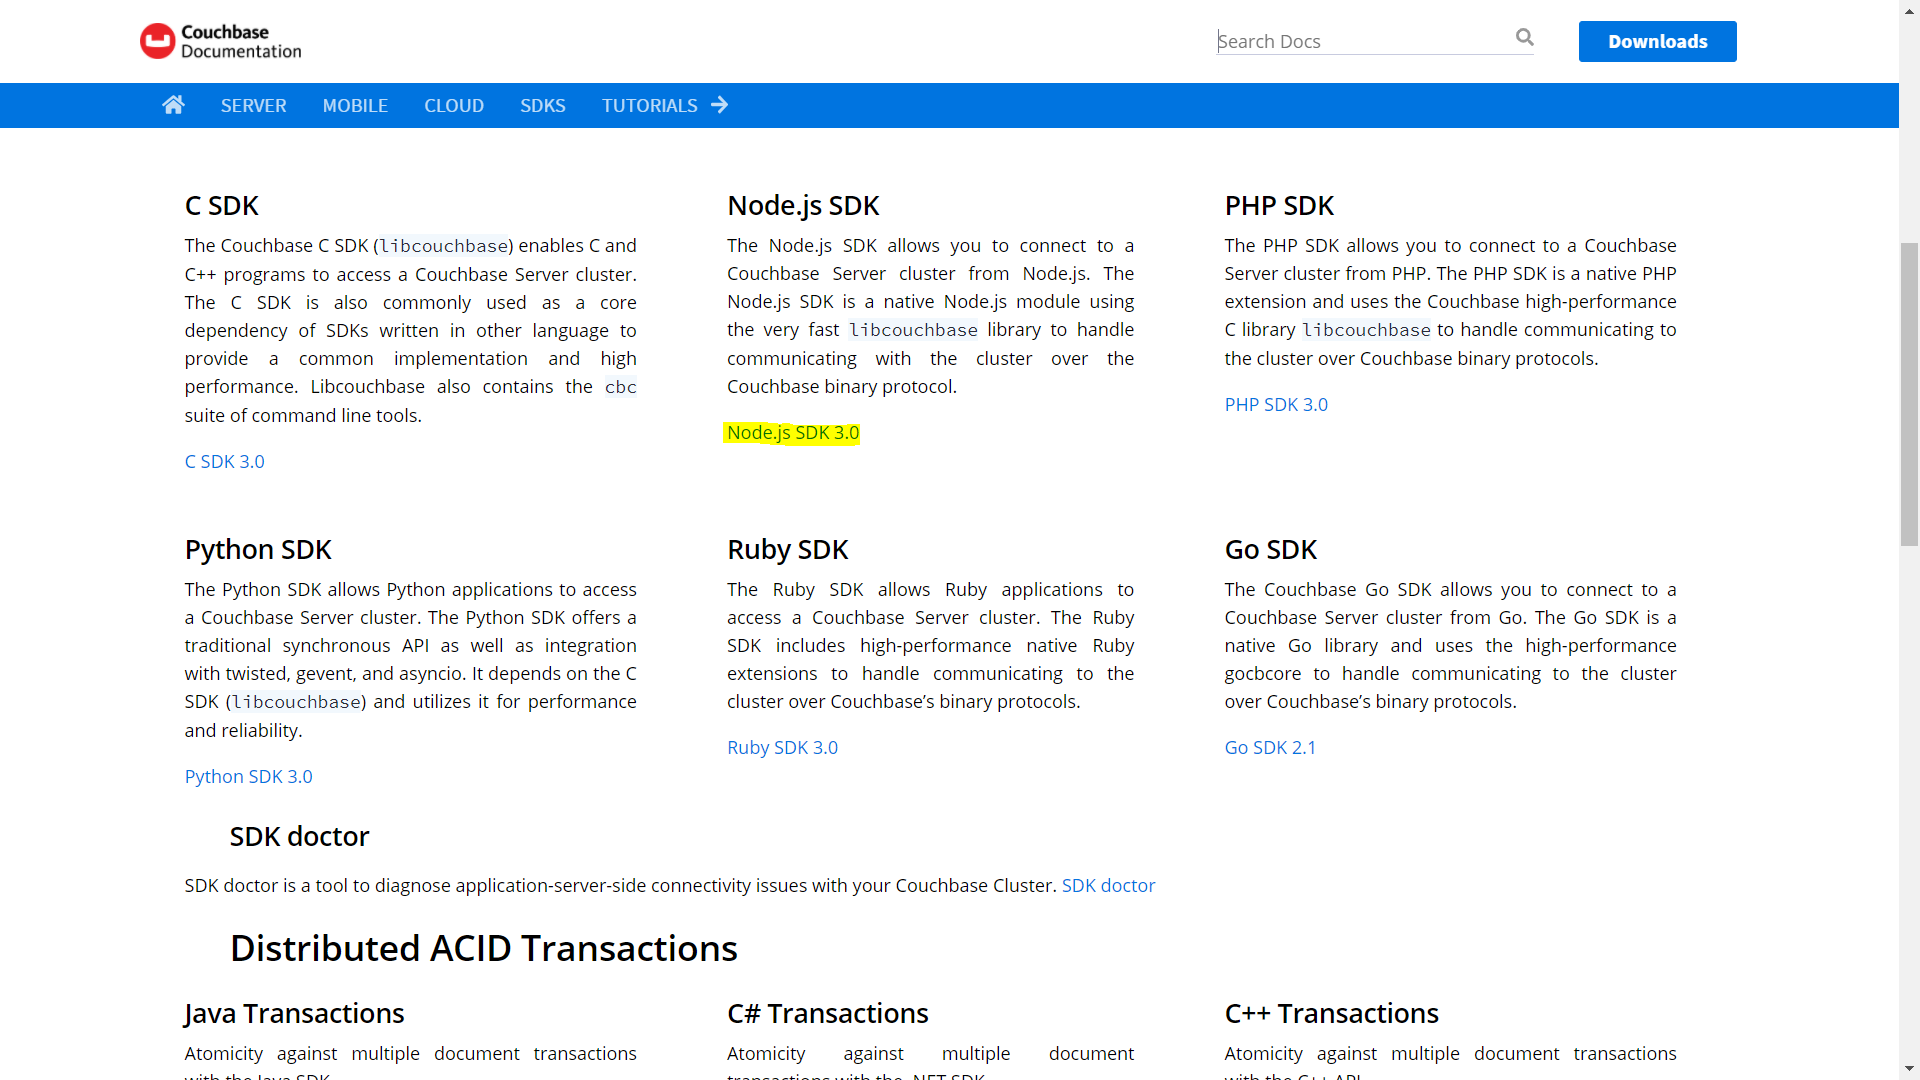 Couchbase
Documentation
Search Docs
Downloads
SERVER MOBILE CLOUD SDKS TUTORIALS
C SDK
The Couchbase C SDK (libcouchbase) enables C and
C++ programs to access a Couchbase Server cluster.
The C SDK is also commonly used as a core
dependency of SDKs written in other language to
provide a common implementation and high
performance. Libcouchbase also contains the cbc
suite of command line tools.
C SDK 3.0
Node.js SDK
The Node.js SDK allows you to connect to a
Couchbase Server cluster from Node.js. The
Node.js SDK is a native Node.js module using
the very fast libcouchbase library to handle
communicating with the cluster over the
Couchbase binary protocol.
Node.js SDK 3.0
PHP SDK
The PHP SDK allows you to connect to a Couchbase
Server cluster from PHP. The PHP SDK is a native PHP
extension and uses the Couchbase high-performance
C library libcouchbase to handle communicating to
the cluster over Couchbase binary protocols.
PHP SDK 3.0
Python SDK
The Python SDK allows Python applications to access
a Couchbase Server cluster. The Python SDK offers a
traditional synchronous API as well as integration
with twisted, gevent, and asyncio. It depends on the C
SDK (libcouchbase) and utilizes it for performance
and reliability.
Python SDK 3.0
Ruby SDK
The Ruby SDK allows Ruby applications to
access a Couchbase Server cluster. The Ruby
SDK includes high-performance native Ruby
extensions to handle communicating to the
cluster over Couchbase’s binary protocols.
Ruby SDK 3.0
Go SDK
The Couchbase Go SDK allows you to connect to a
Couchbase Server cluster from Go. The Go SDK is a
native Go library and uses the high-performance
gocbcore to handle communicating to the cluster
over Couchbase’s binary protocols.
Go SDK 2.1
SDK doctor
SDK doctor is a tool to diagnose application-server-side connectivity issues with your Couchbase Cluster. SDK doctor
Distributed ACID Transactions
Java Transactions
Atomicity against multiple document transactions
with the Java SDK
C# Transactions
Atomicity against multiple document
transactions with the .NET SDK
C++ Transactions
Atomicity against multiple document transactions
with the C++ API